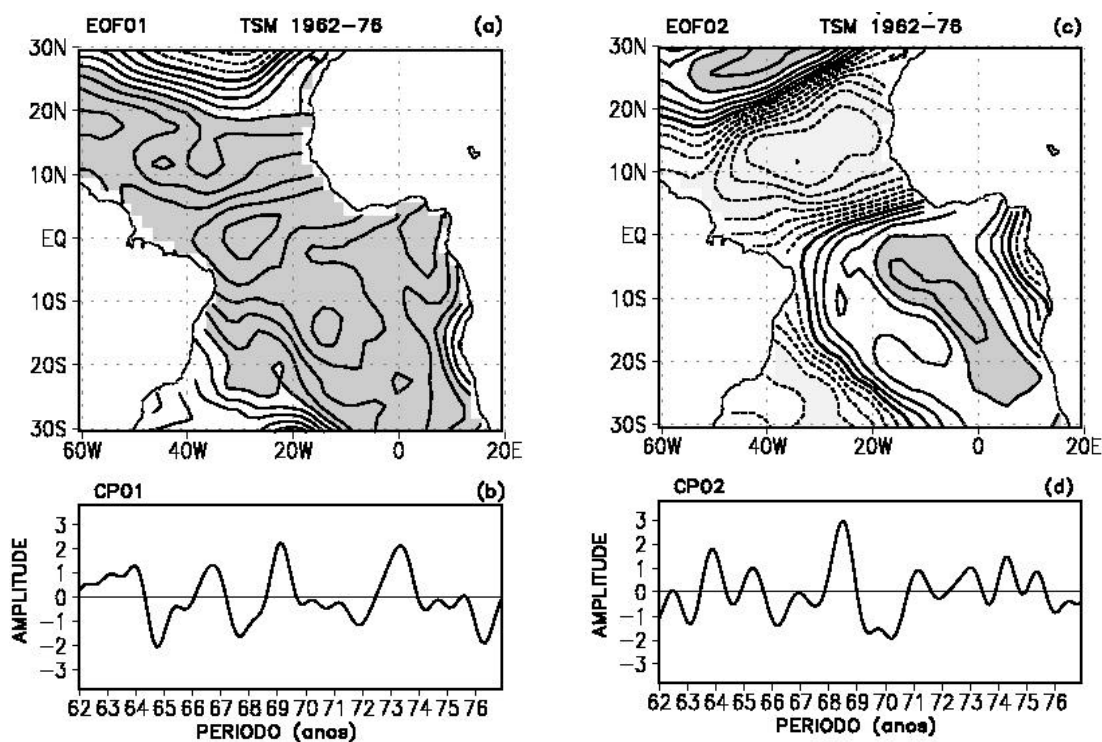 EOF01 TSM 1962-76 (a)
30N
20N
10N
EQ
10S
20S
30S
60W 40W 20W 0 20E
CP01 (b)
AMPLITUDE
3
2
1
0
-1
-2
-3
62 63 64 65 66 67 68 69 70 71 72 73 74 75 76
PERIODO (anos)
EOF02 TSM 1962-76 (c)
30N
20N
10N
EQ
10S
20S
30S
60W 40W 20W 0 20E
CP02 (d)
AMPLITUDE
3
2
1
0
-1
-2
-3
62 63 64 65 66 67 68 69 70 71 72 73 74 75 76
PERIODO (anos)